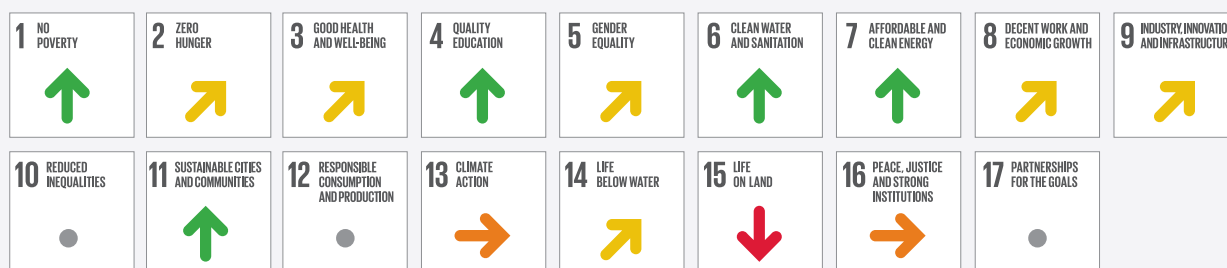 1 NO
POVERTY
2 ZERO
HUNGER
3 GOOD HEALTH
AND WELL-BEING
4 QUALITY
EDUCATION
5 GENDER
EQUALITY
6 CLEAN WATER
AND SANITATION
7 AFFORDABLE AND
CLEAN ENERGY
8 DECENT WORK AND
ECONOMIC GROWTH
9 INDUSTRY, INNOVATIO
AND INFRASTRUCTUR
10 REDUCED
INEQUALITIES
11 SUSTAINABLE CITIES
AND COMMUNITIES
12 RESPONSIBLE
CONSUMPTION
AND PRODUCTION
13 CLIMATE
ACTION
14 LIFE
BELOW WATER
15 LIFE
ON LAND
16 PEACE, JUSTICE
AND STRONG
INSTITUTIONS
17 PARTNERSHIPS
FOR THE GOALS